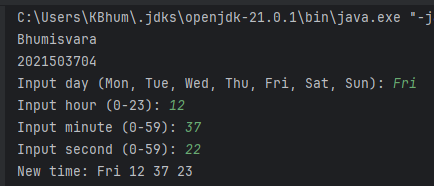 C:\Users\KBhum\.jdks\openjdk-21.0.1\bin\java.exe "-j
Bhumisvara
2021503704
Input day (Mon, Tue, Wed, Thu, Fri, Sat, Sun): Fri
Input hour (0-23): 12
Input minute (0-59): 37
Input second (0-59): 22
New time: Fri 12 37 23